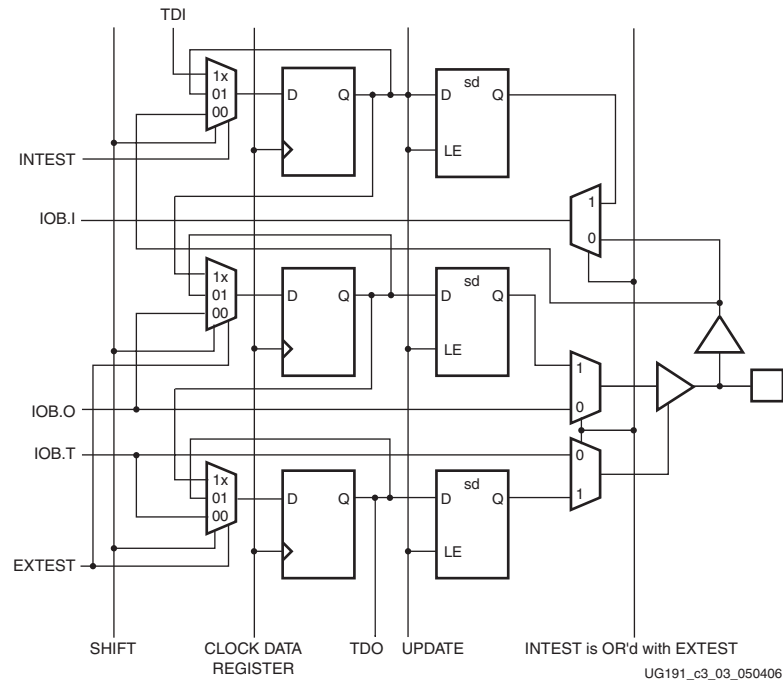 TDI
1x
01
00
D Q
sd
D Q
LE
INTEST
IOB.I
1
0
1x
01
00
D Q
sd
D Q
LE
1
0
IOB.O
IOB.T
0
1
1x
01
00
D Q
sd
D Q
LE
EXTEST
SHIFT
CLOCK DATA
REGISTER
TDO
UPDATE
INTEST is OR'd with EXTEST
UG191_c3_03_050406